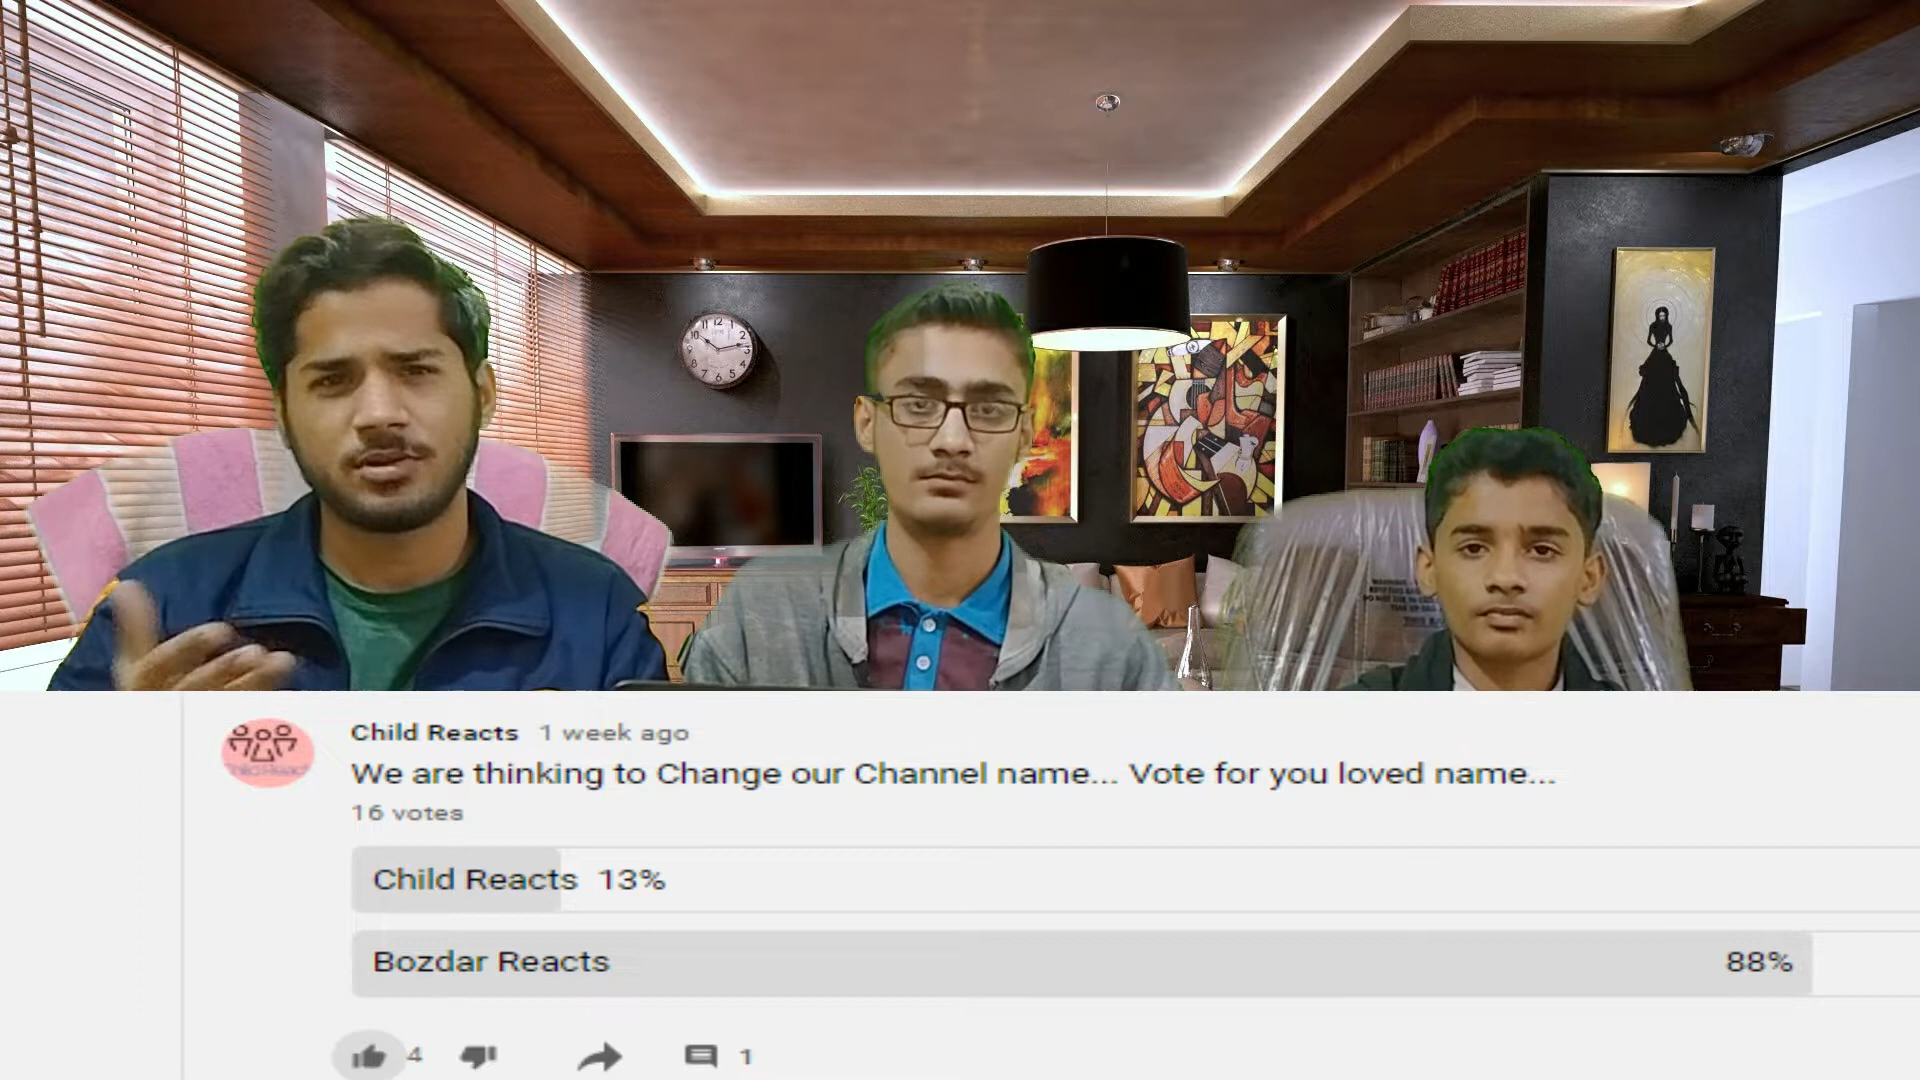 Child Reacts 1 week ago
We are thinking to Change our Channel name... Vote for you loved name...
16 votes
Child Reacts 13%
Bozdar Reacts 88%
4 1